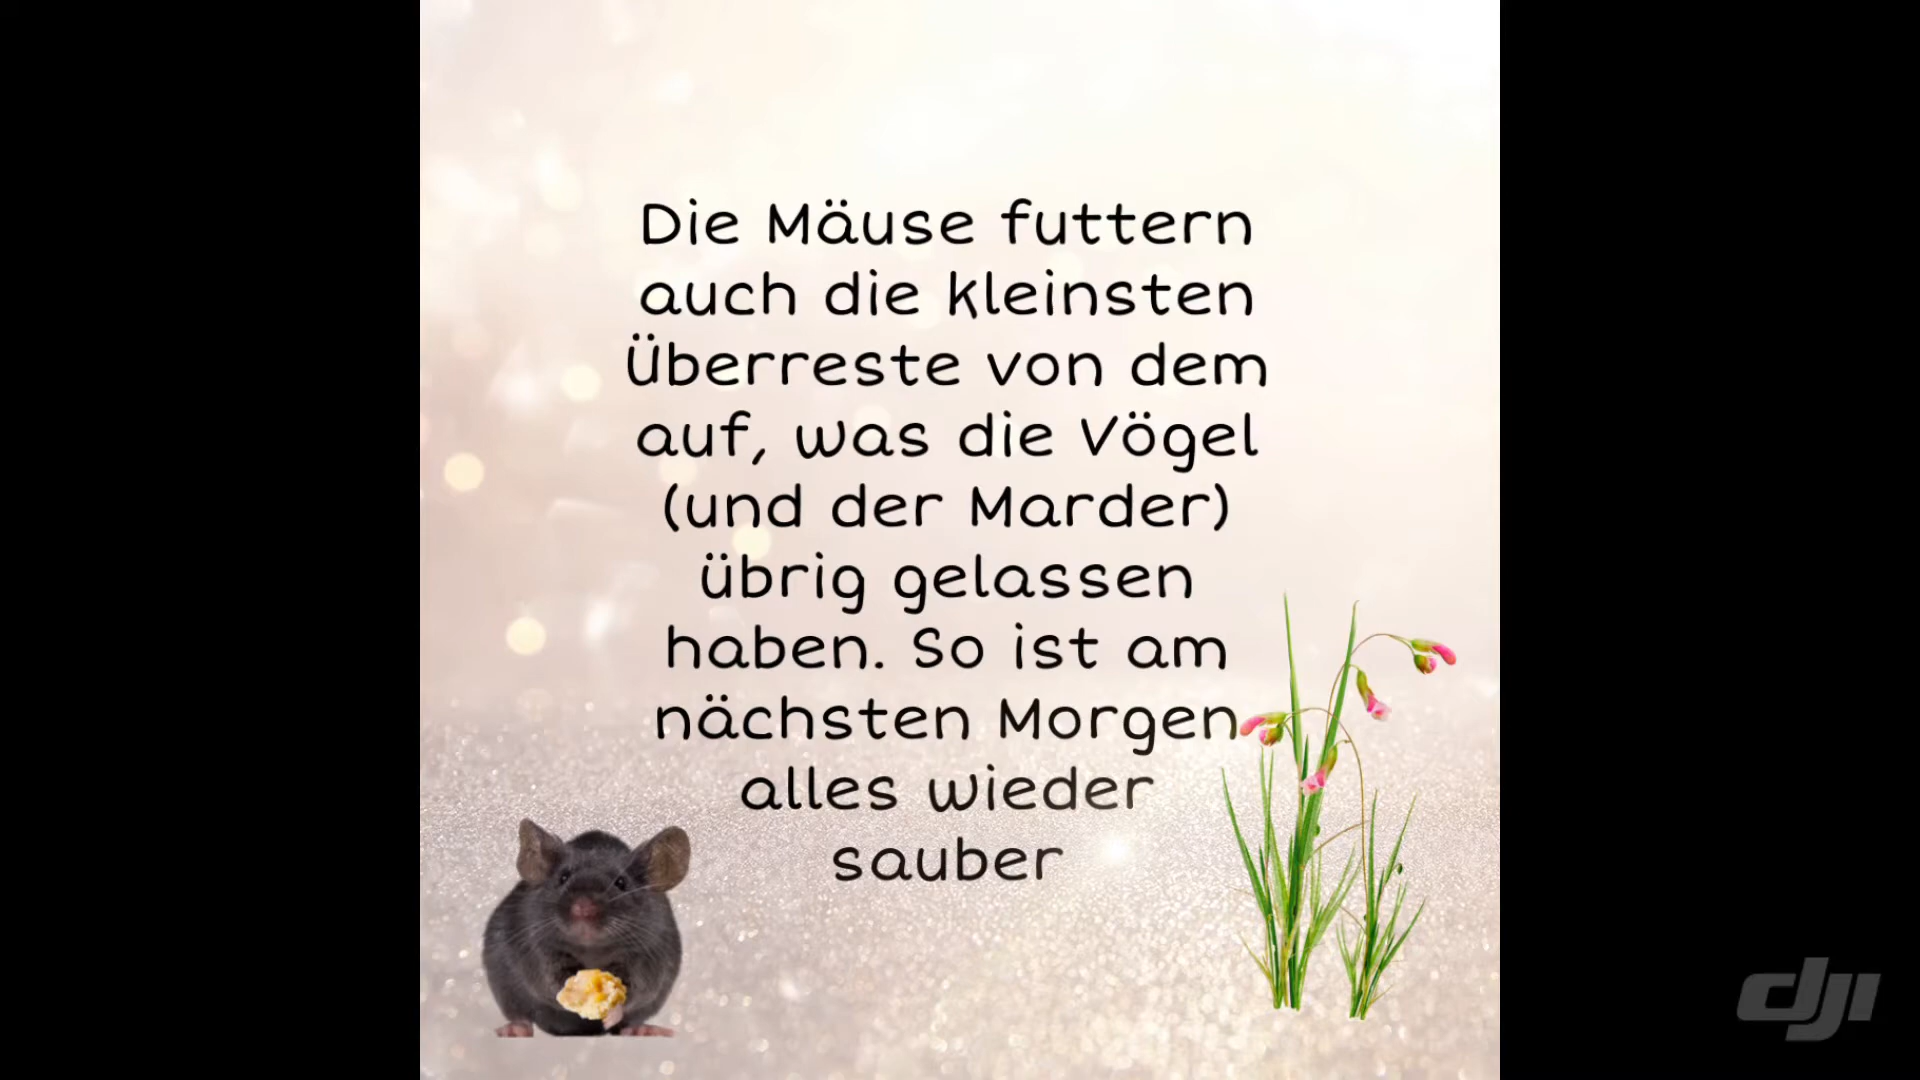 Die Mäuse futtern
auch die kleinsten
Überreste von dem
auf, was die Vögel
(und der Marder)
übrig gelassen
haben. So ist am
nächsten Morgen
alles wieder
sauber
dji